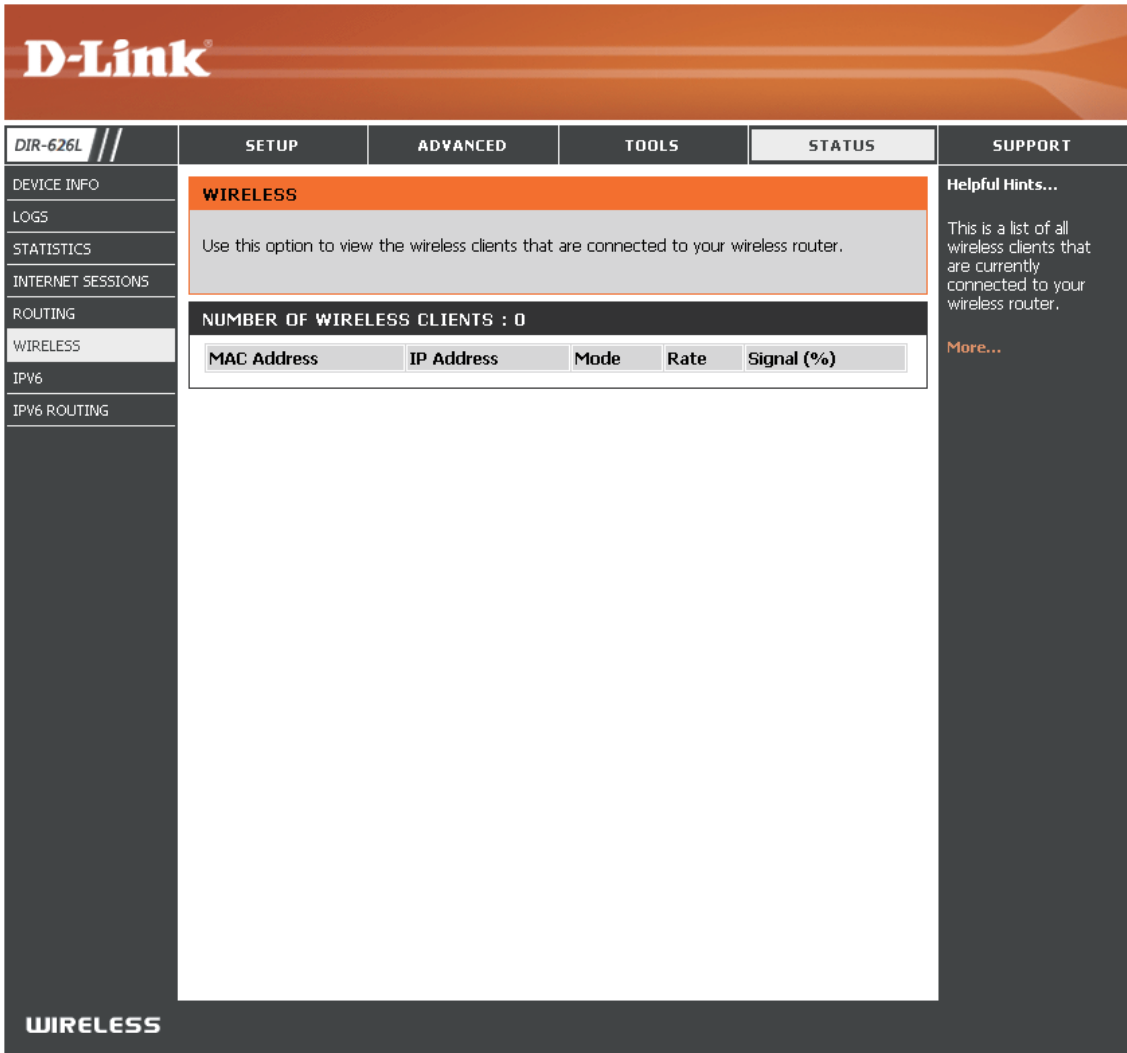 D-Link®
DIR-626L
SETUP
ADVANCED
TOOLS
STATUS
SUPPORT
DEVICE INFO
LOGS
STATISTICS
INTERNET SESSIONS
ROUTING
WIRELESS
IPV6
IPV6 ROUTING
WIRELESS
Use this option to view the wireless clients that are connected to your wireless router.
NUMBER OF WIRELESS CLIENTS : 0
MAC Address IP Address Mode Rate Signal (%)
Helpful Hints...
This is a list of all
wireless clients that
are currently
connected to your
wireless router.
More...
WIRELESS